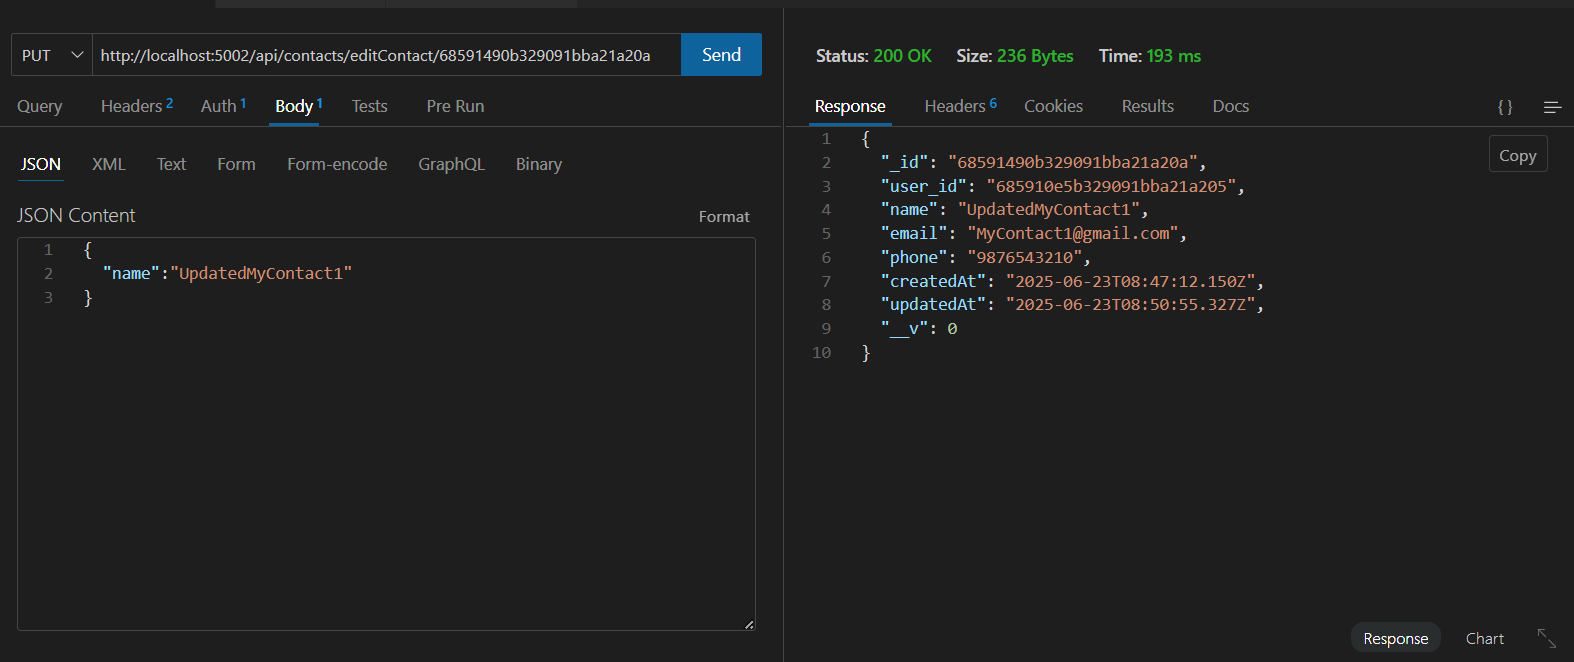 PUT http://localhost:5002/api/contacts/editContact/68591490b329091bba21a20a Send
Query Headers 2 Auth 1 Body 1 Tests Pre Run
JSON XML Text Form Form-encode GraphQL Binary
JSON Content Format
1 {
2 "name":"UpdatedMyContact1"
3 }
Status: 200 OK Size: 236 Bytes Time: 193 ms
Response Headers 6 Cookies Results Docs {}
Copy
1 {
2 "_id": "68591490b329091bba21a20a",
3 "user_id": "685910e5b329091bba21a205",
4 "name": "UpdatedMyContact1",
5 "email": "MyContact1@gmail.com",
6 "phone": "9876543210",
7 "createdAt": "2025-06-23T08:47:12.150Z",
8 "updatedAt": "2025-06-23T08:50:55.327Z",
9 "__v": 0
10 }
Response Chart